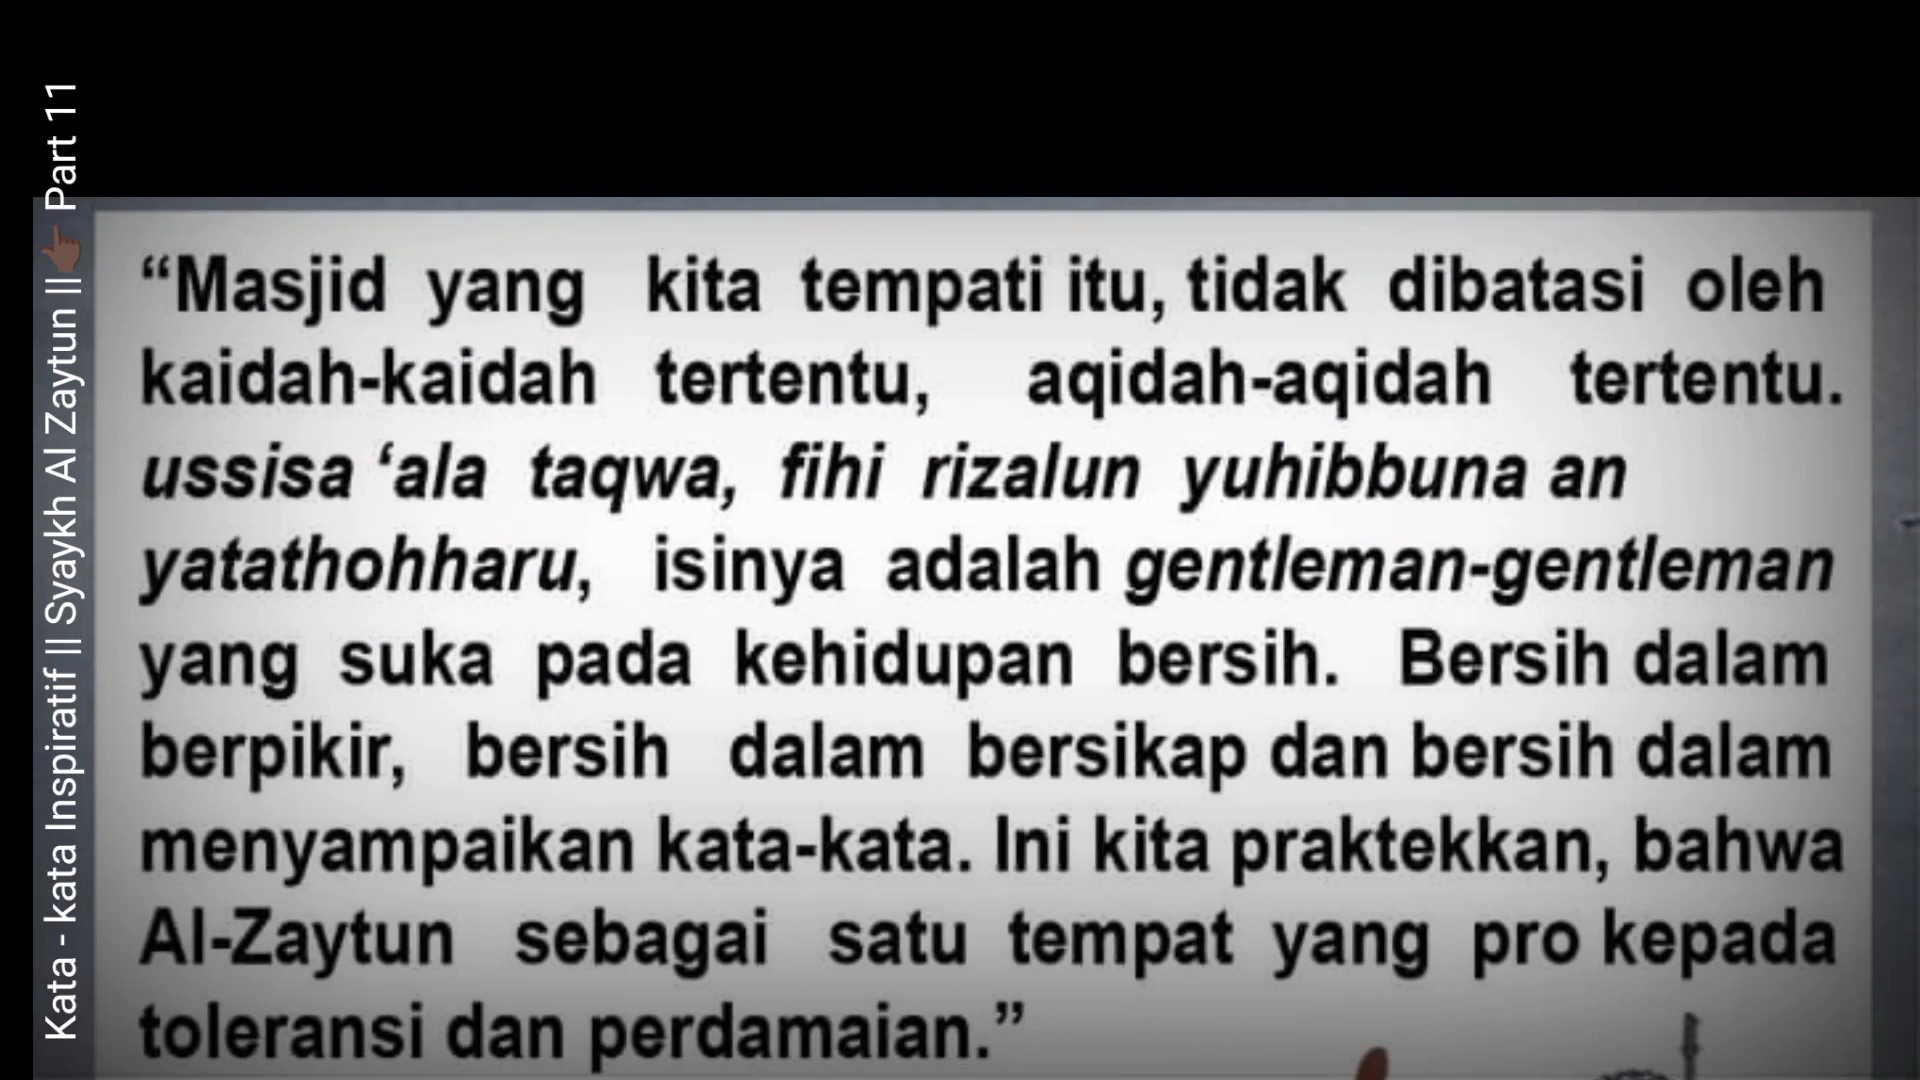 Kata - kata Inspiratif || Syaykh Al Zaytun ||👉🏾 Part 11
“Masjid yang kita tempati itu, tidak dibatasi oleh
kaidah-kaidah tertentu, aqidah-aqidah tertentu.
ussisa ‘ala taqwa, fihi rizalun yuhibbuna an
yatathohharu, isinya adalah gentleman-gentleman
yang suka pada kehidupan bersih. Bersih dalam
berpikir, bersih dalam bersikap dan bersih dalam
menyampaikan kata-kata. Ini kita praktekkan, bahwa
Al-Zaytun sebagai satu tempat yang pro kepada
toleransi dan perdamaian.”